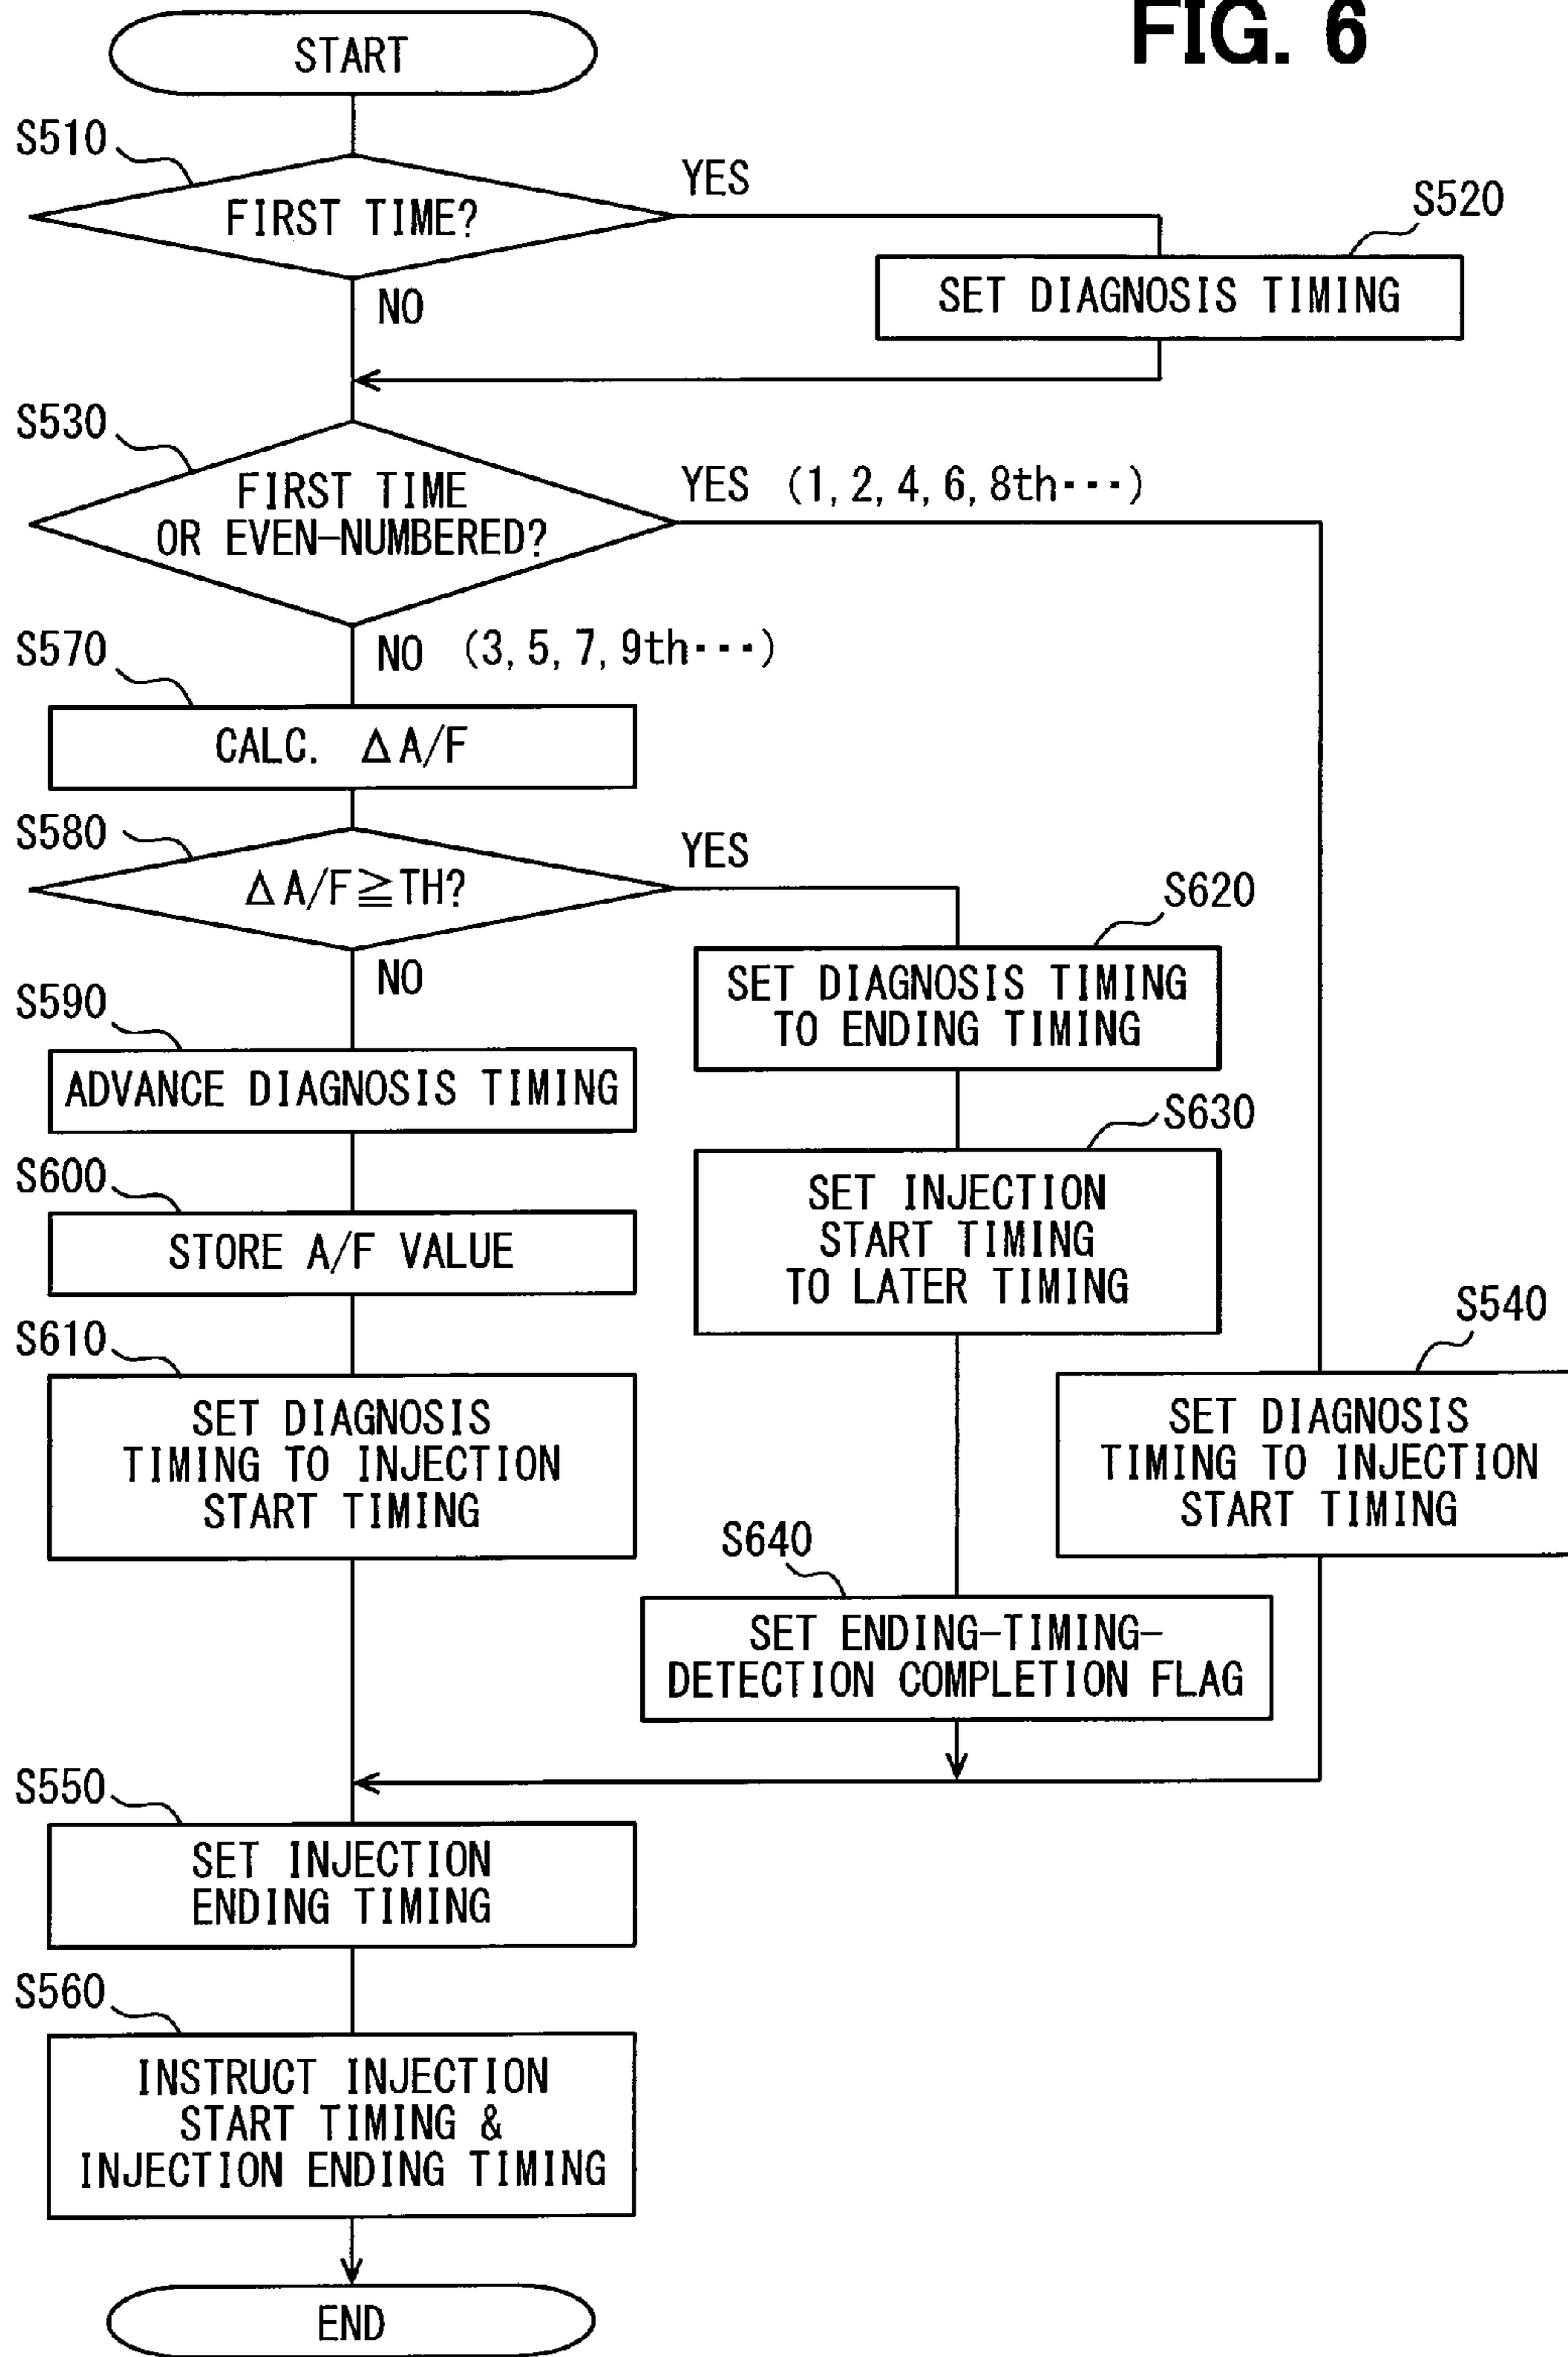 FIG. 6
START
S510
FIRST TIME?
YES
NO
S520
SET DIAGNOSIS TIMING
S530
FIRST TIME
OR EVEN-NUMBERED?
YES (1, 2, 4, 6, 8th···)
NO (3, 5, 7, 9th···)
S570
CALC. ΔA/F
S580
ΔA/F≧TH?
YES
NO
S620
SET DIAGNOSIS TIMING
TO ENDING TIMING
S590
ADVANCE DIAGNOSIS TIMING
S630
SET INJECTION
START TIMING
TO LATER TIMING
S600
STORE A/F VALUE
S610
SET DIAGNOSIS
TIMING TO INJECTION
START TIMING
S540
SET DIAGNOSIS
TIMING TO INJECTION
START TIMING
S640
SET ENDING-TIMING-
DETECTION COMPLETION FLAG
S550
SET INJECTION
ENDING TIMING
S560
INSTRUCT INJECTION
START TIMING &
INJECTION ENDING TIMING
END